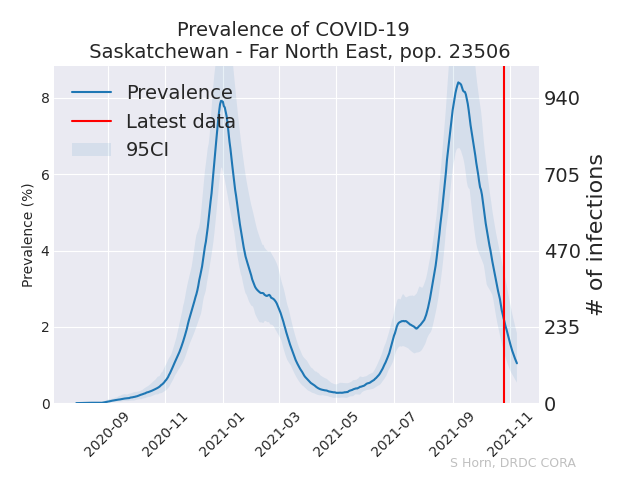 Prevalence of COVID-19
Saskatchewan - Far North East, pop. 23506
Prevalence
Latest data
95CI
Prevalence (%)
8
6
4
2
0
940
705
470
235
0
# of infections
2020-09
2020-11
2021-01
2021-03
2021-05
2021-07
2021-09
2021-11
S Horn, DRDC CORA